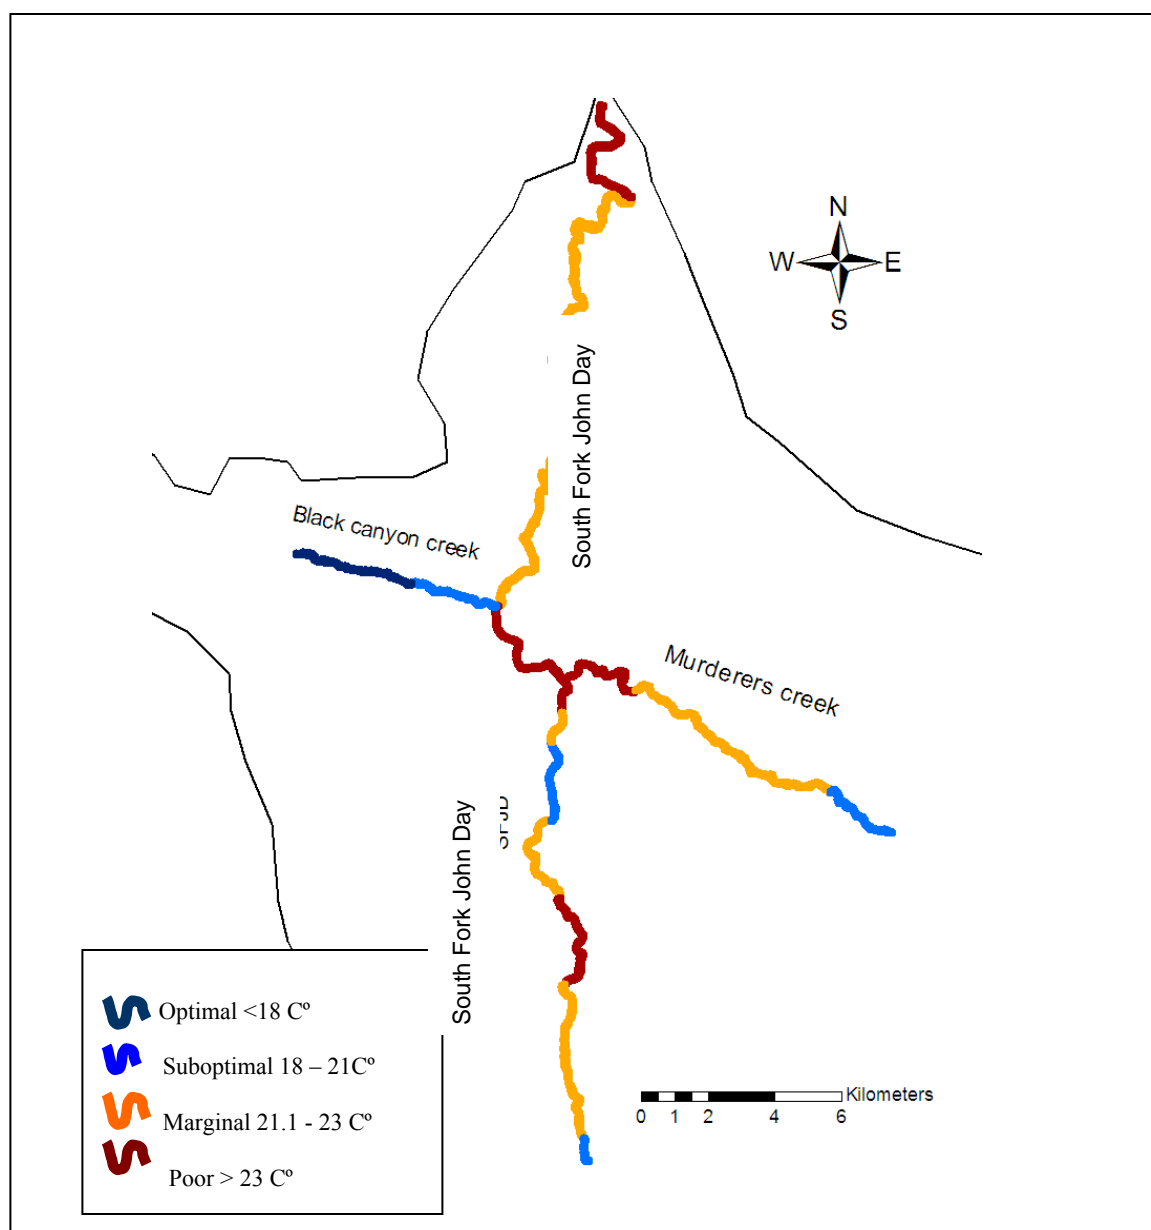 N
W E
S
South Fork John Day
Black canyon creek
Murderers creek
South Fork John Day
Optimal <18 Cº
Suboptimal 18 – 21Cº
Marginal 21.1 - 23 Cº
Poor > 23 Cº
Kilometers
0 1 2 4 6